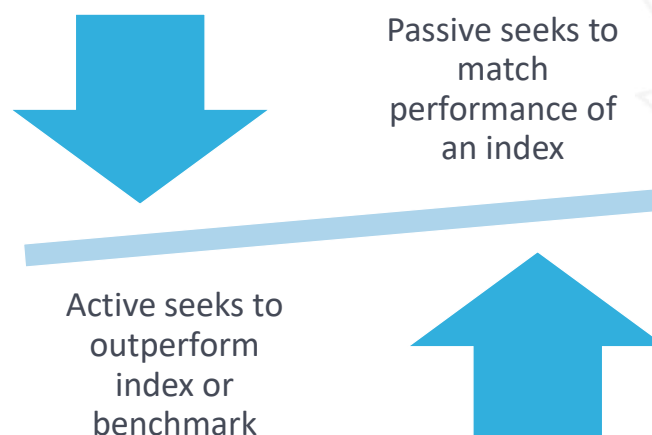 Passive seeks to
match
performance of
an index
Active seeks to
outperform
index or
benchmark